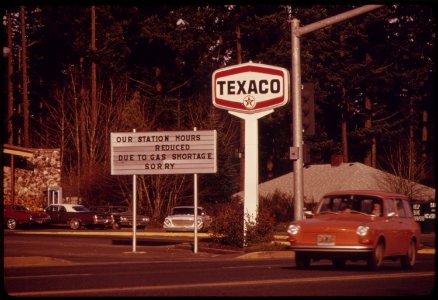 TEXACO
OUR STATION HOURS
REDUCED
DUE TO GAS SHORTAGE
SORRY